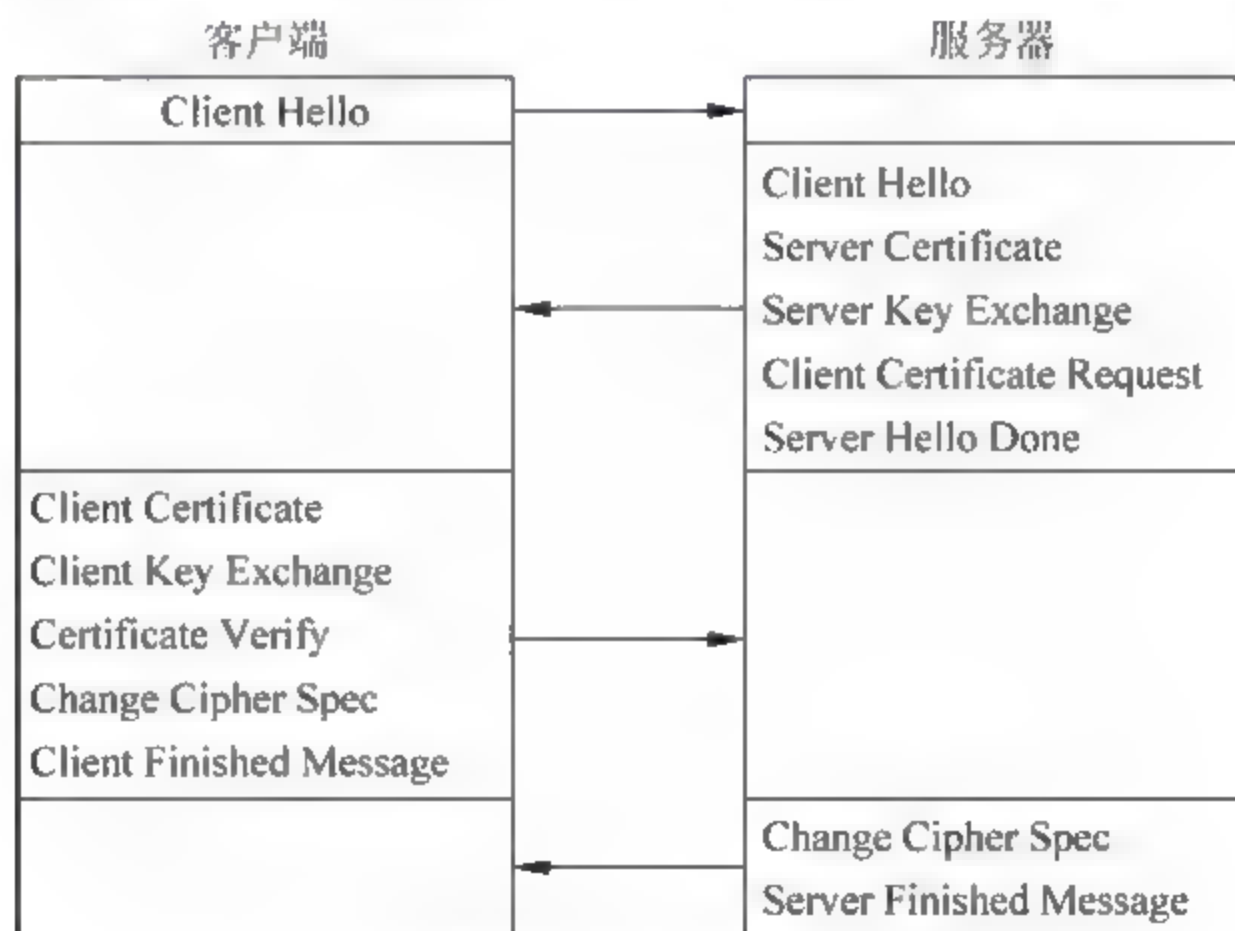 客户端
服务器
Client Hello
Client Hello
Server Certificate
Server Key Exchange
Client Certificate Request
Server Hello Done
Client Certificate
Client Key Exchange
Certificate Verify
Change Cipher Spec
Client Finished Message
Change Cipher Spec
Server Finished Message